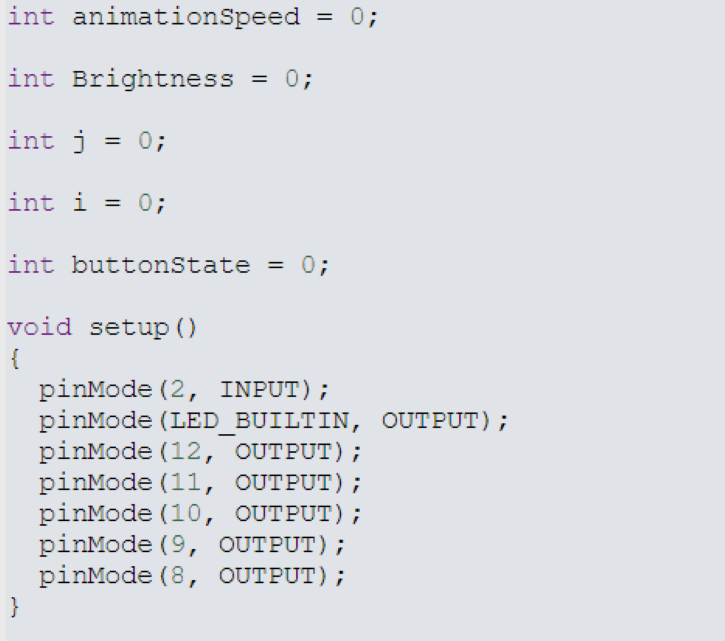 int animationSpeed = 0;
int Brightness = 0;
int j = 0;
int i = 0;
int buttonState = 0;
void setup()
{
  pinMode(2, INPUT);
  pinMode(LED_BUILTIN, OUTPUT);
  pinMode(12, OUTPUT);
  pinMode(11, OUTPUT);
  pinMode(10, OUTPUT);
  pinMode(9, OUTPUT);
  pinMode(8, OUTPUT);
}